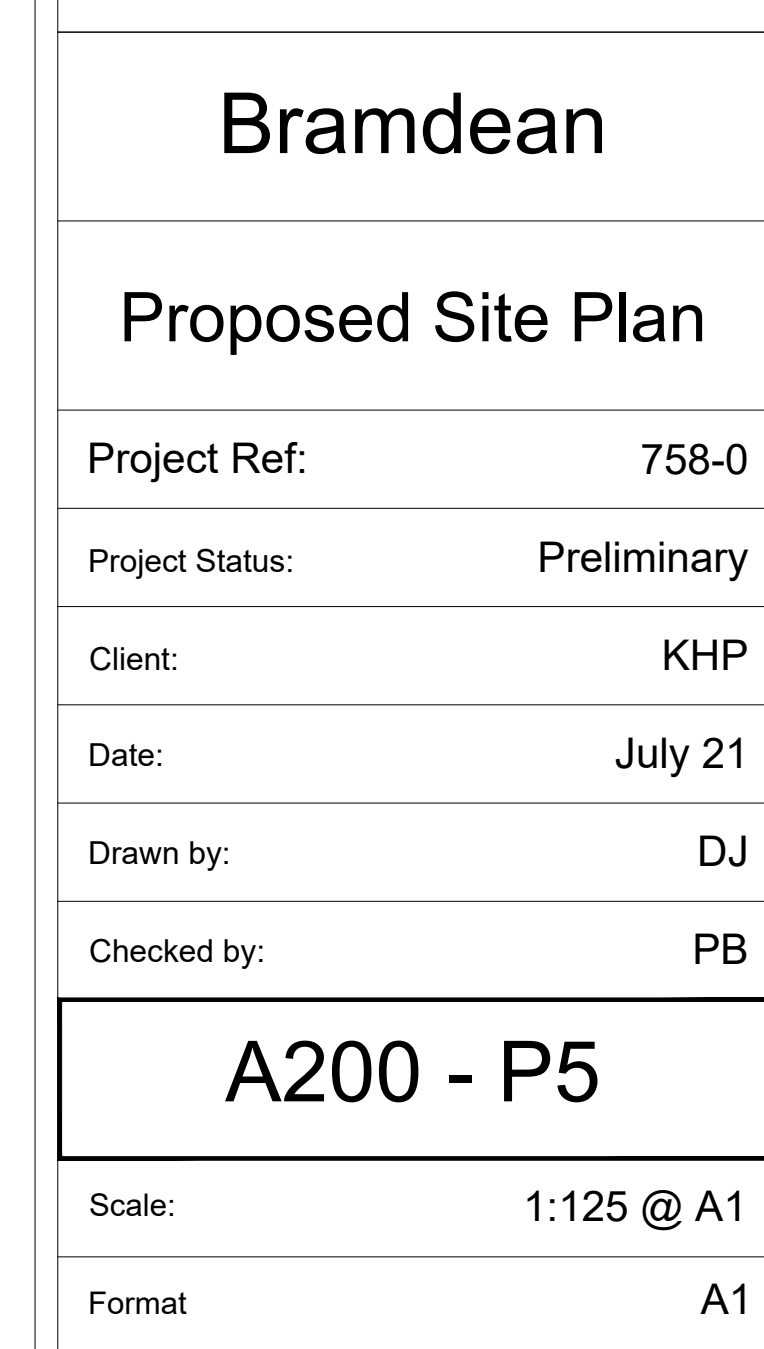 Bramdean
Proposed Site Plan
Project Ref: 758-0
Project Status: Preliminary
Client: KHP
Date: July 21
Drawn by: DJ
Checked by: PB
A200 - P5
Scale: 1:125 @ A1
Format A1